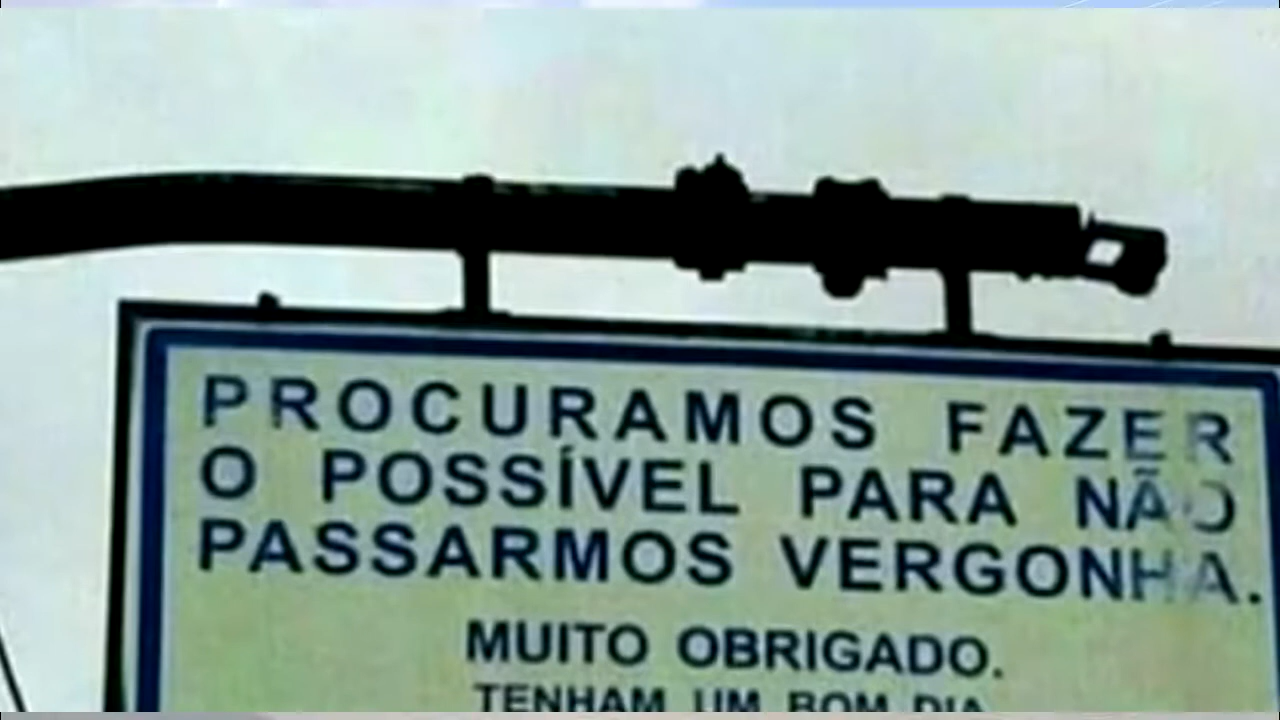 PROCURAMOS FAZER
O POSSÍVEL PARA NÃO
PASSARMOS VERGONHA.
MUITO OBRIGADO.
TENHAM UM BOM DIA